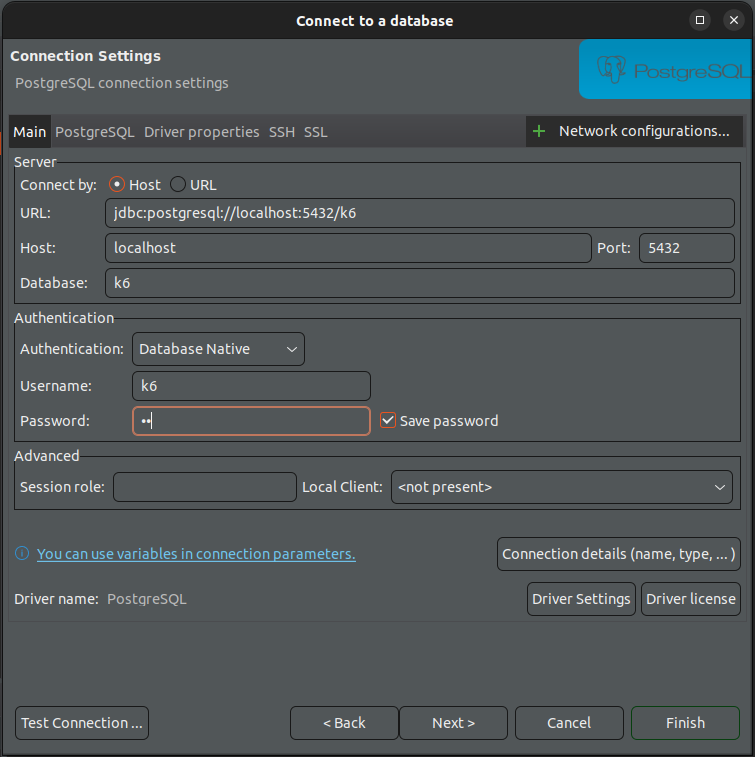 Connect to a database
Connection Settings
PostgreSQL connection settings
PostgreSQL
Main PostgreSQL Driver properties SSH SSL + Network configurations...
Server
Connect by: Host URL
URL: jdbc:postgresql://localhost:5432/k6
Host: localhost Port: 5432
Database: k6
Authentication
Authentication: Database Native
Username: k6
Password: ••
Save password
Advanced
Session role: Local Client: <not present>
You can use variables in connection parameters.
Connection details (name, type, ... )
Driver name: PostgreSQL
Driver Settings Driver license
Test Connection ... < Back Next > Cancel Finish